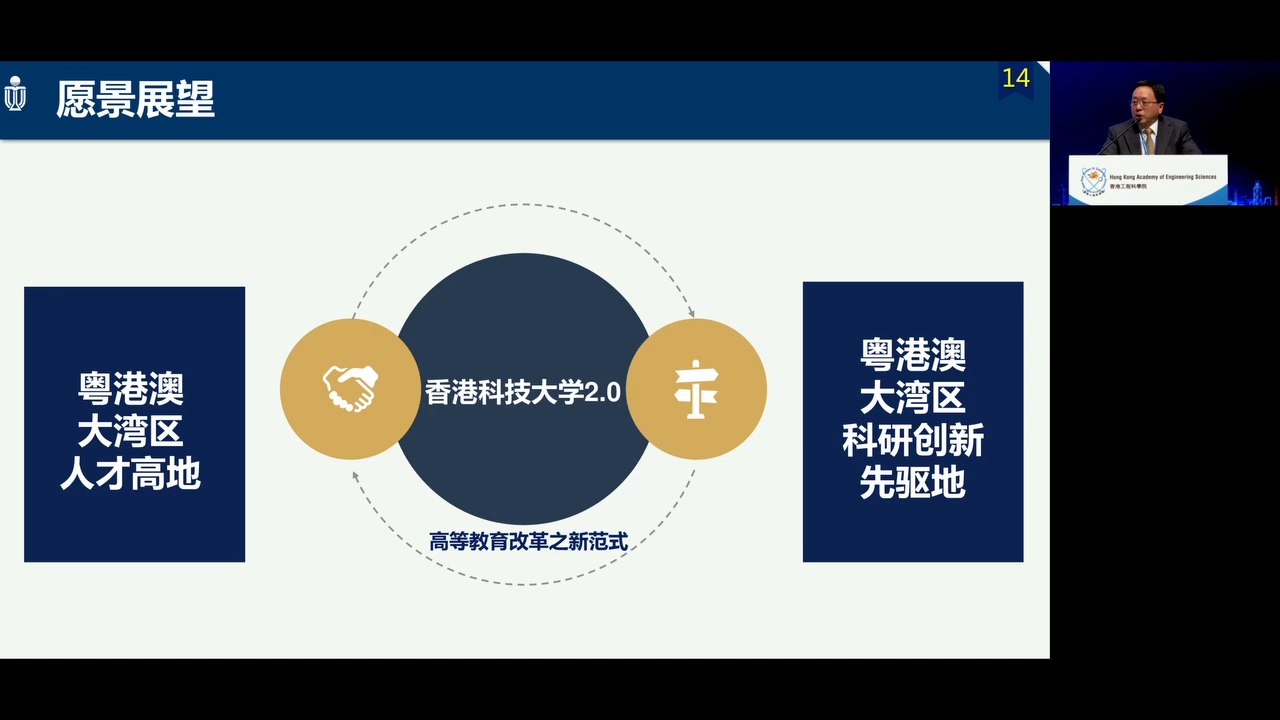 愿景展望
14
粤港澳
大湾区
人才高地
香港科技大学2.0
高等教育改革之新范式
粤港澳
大湾区
科研创新
先驱地
Hong Kong Academy of Engineering Sciences
香港工程科學院